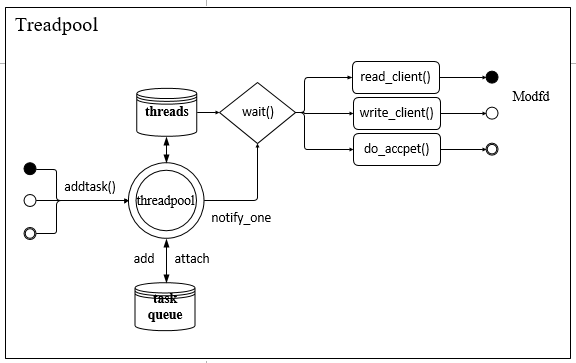 Treadpool
read_client()
Modfd
threads
wait()
write_client()
do_accpet()
addtask()
threadpool
notify_one
add
attach
task
queue